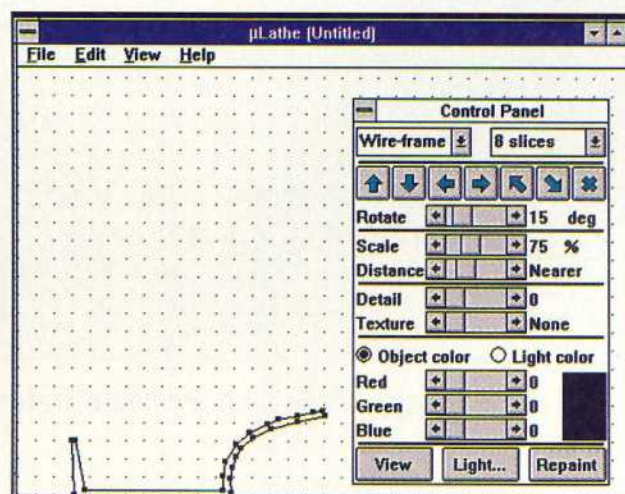 µLathe (Untitled)
File Edit View Help
Control Panel
Wire-frame 8 slices
Rotate 15 deg
Scale 75 %
Distance Nearer
Detail 0
Texture None
Object color Light color
Red 0
Green 0
Blue 0
View Light... Repaint